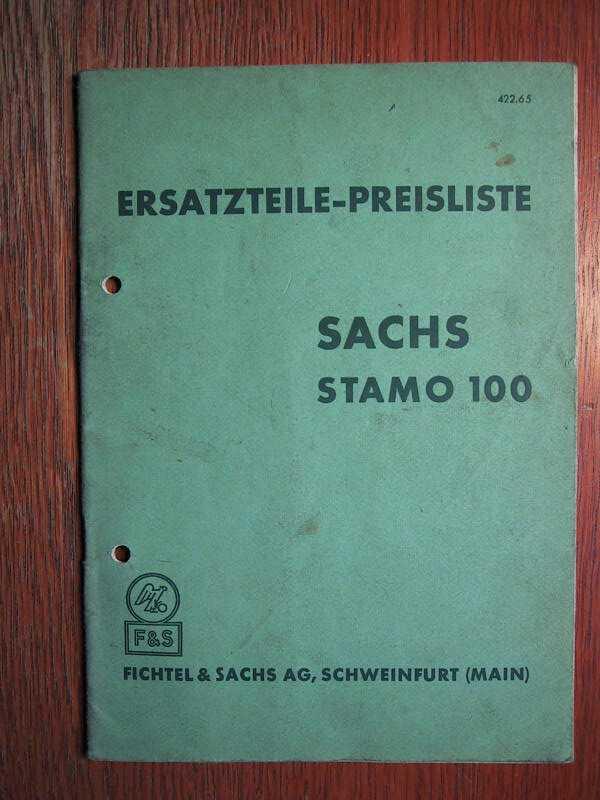 422.65
ERSATZTEILE-PREISLISTE
SACHS
STAMO 100
F&S
FICHTEL & SACHS AG, SCHWEINFURT (MAIN)